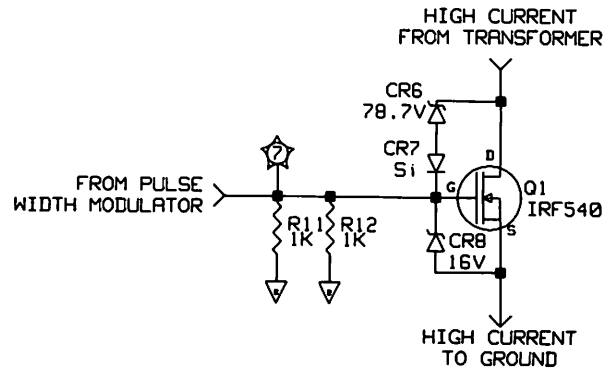 HIGH CURRENT
FROM TRANSFORMER
CR6
78.7V
7
CR7
Si
D
FROM PULSE
WIDTH MODULATOR
G
Q1
IRF540
R11
1K
R12
1K
CR8
16V
S
HIGH CURRENT
TO GROUND